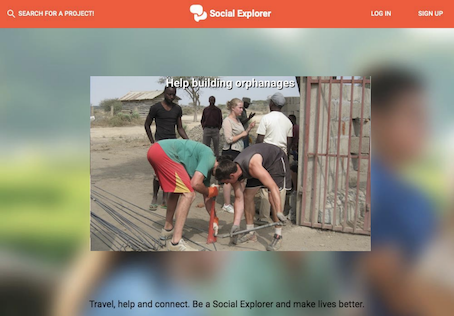 SEARCH FOR A PROJECT!
Social Explorer
LOG IN
SIGN UP
Help building orphanages
Travel, help and connect. Be a Social Explorer and make lives better.